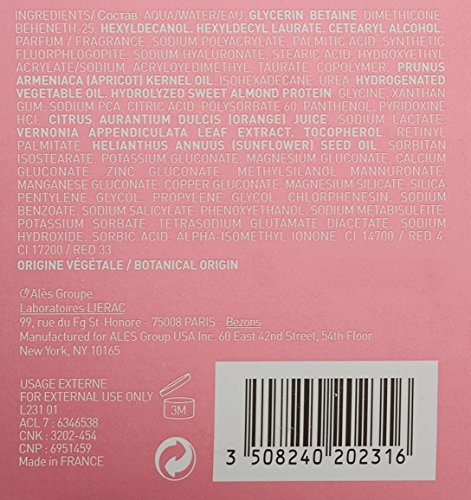 INGREDIENTS/ Состав: AQUA/WATER/EAU, GLYCERIN BETAINE, DIMETHICONE,
BEHENETH-25, HEXYLDECANOL, HEXYLDECYL LAURATE, CETEARYL ALCOHOL,
PARFUM / FRAGRANCE, SODIUM POLYACRYLATE, PALMITIC ACID, SYNTHETIC
FLUORPHLOGOPITE, SODIUM HYALURONATE, STEARIC ACID, HYDROXYETHYL
ACRYLATE/SODIUM ACRYLOYL DIMETHYL TAURATE COPOLYMER, PRUNUS
ARMENIACA (APRICOT) KERNEL OIL, ISOHEXADECANE, UREA, HYDROGENATED
VEGETABLE OIL, HYDROLYZED SWEET ALMOND PROTEIN, GLYCINE, XANTHAN
GUM, SODIUM PCA, CITRIC ACID, POLYSORBATE 60, PANTHENOL, PYRIDOXINE
HCI, CITRUS AURANTIUM DULCIS (ORANGE) JUICE, SODIUM LACTATE,
VERNONIA APPENDICULATA LEAF EXTRACT, TOCOPHEROL, RETINYL
PALMITATE, HELIANTHUS ANNUUS (SUNFLOWER) SEED OIL, SORBITAN
ISOSTEARATE, POTASSIUM GLUCONATE, MAGNESIUM GLUCONATE, CALCIUM
GLUCONATE, ZINC GLUCONATE, METHYLSILANOL MANNURONATE,
MANGANESE GLUCONATE, COPPER GLUCONATE, MAGNESIUM SILICATE, SILICA,
PENTYLENE GLYCOL, PROPYLENE GLYCOL, CHLORPHENESIN, SODIUM
BENZOATE, SODIUM SALICYLATE, PHENOXYETHANOL, SODIUM METABISULFITE,
POTASSIUM SORBATE, TETRASODIUM GLUTAMATE DIACETATE, SODIUM
HYDROXIDE, SORBIC ACID, ALPHA-ISOMETHYL IONONE, CI 14700 / RED 4,
CI 17200 / RED 33
ORIGINE VÉGÉTALE / BOTANICAL ORIGIN
℗Alès Groupe
Laboratoires LIERAC
99, rue du Fg St-Honoré - 75008 PARIS - Bezons
Manufactured for ALES Group USA Inc. 60 East 42nd Street, 54th Floor
New York, NY 10165
USAGE EXTERNE
FOR EXTERNAL USE ONLY
L231 01
ACL 7 : 6346538
CNK : 3202-454
CNP : 6951459
Made in FRANCE
3M
3 508240 202316